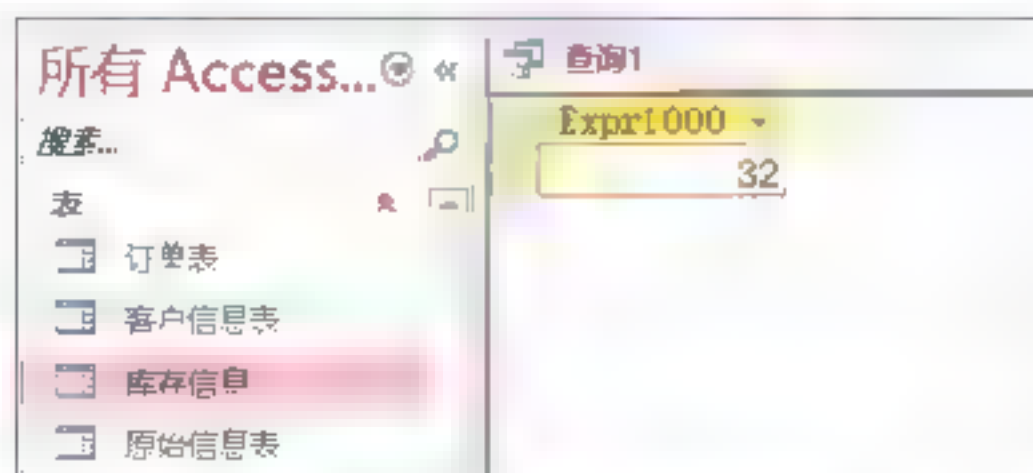 所有 Access...
搜索...
表
订单表
客户信息表
库存信息
原始信息表
查询1
Expr1000
32